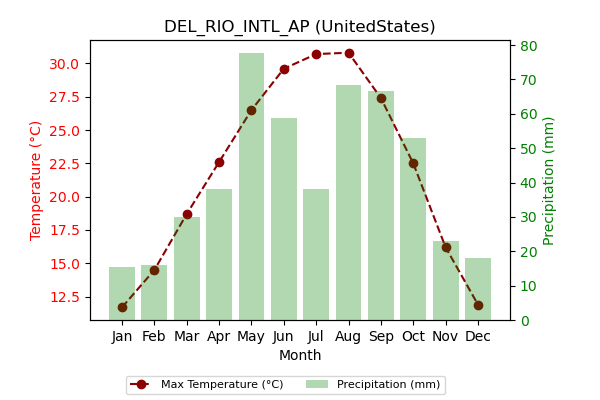 DEL_RIO_INTL_AP (UnitedStates)
30.0
27.5
25.0
22.5
20.0
17.5
15.0
12.5
Temperature (°C)
80
70
60
50
40
30
20
10
0
Precipitation (mm)
Jan Feb Mar Apr May Jun Jul Aug Sep Oct Nov Dec
Month
Max Temperature (°C) Precipitation (mm)